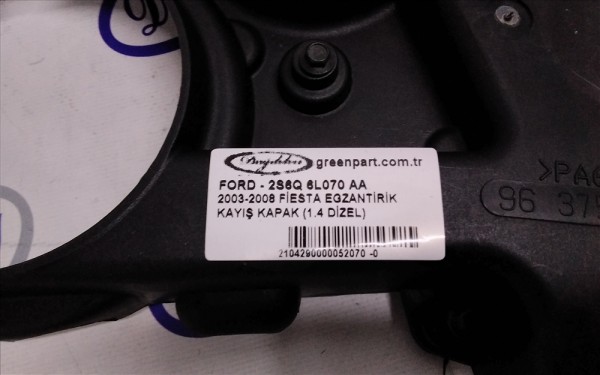 greenpart.com.tr
FORD - 2S6Q 6L070 AA
2003-2008 FİESTA EGZANTİRİK
KAYIŞ KAPAK (1.4 DİZEL)
2104290000052070 -0
>PA6
96 37